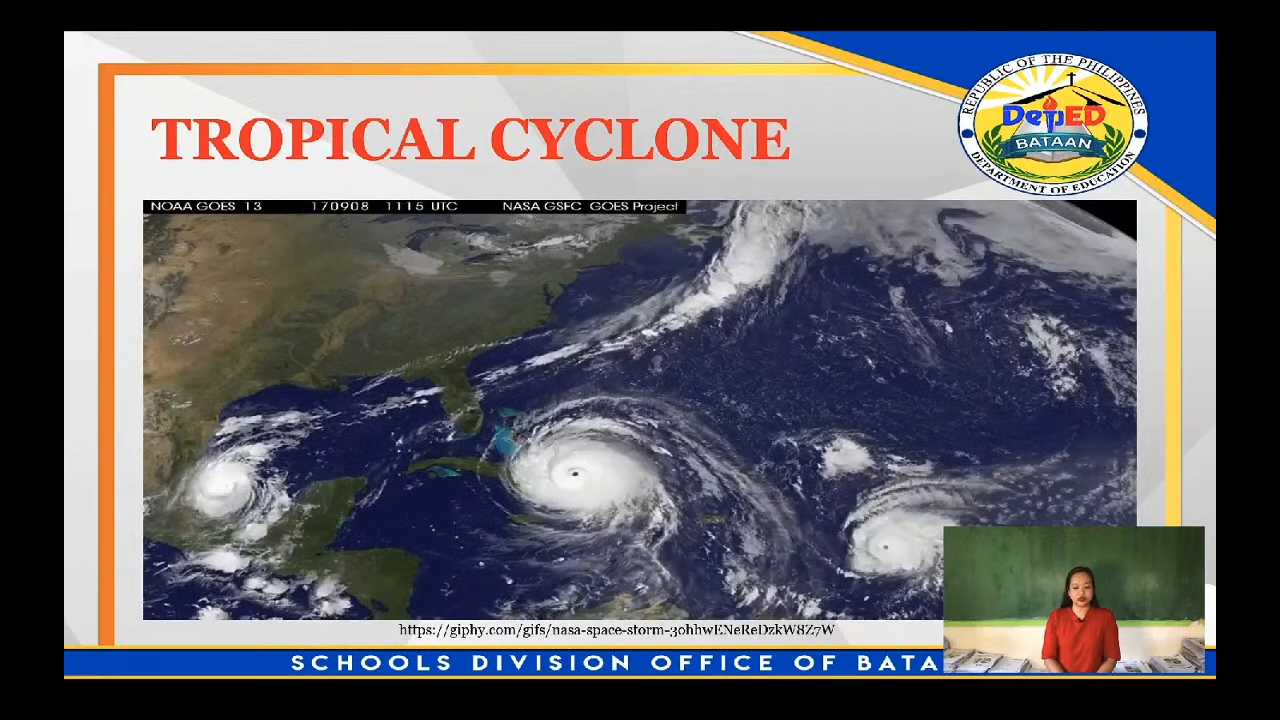 REPUBLIC OF THE PHILIPPINES
DepED
BATAAN
DEPARTMENT OF EDUCATION
TROPICAL CYCLONE
NOAA GOES 13 170908 1115 UTC NASA GSFC GOES Project
https://giphy.com/gifs/nasa-space-storm-3ohhwENeReDzkW8Z7W
SCHOOLS DIVISION OFFICE OF BATA